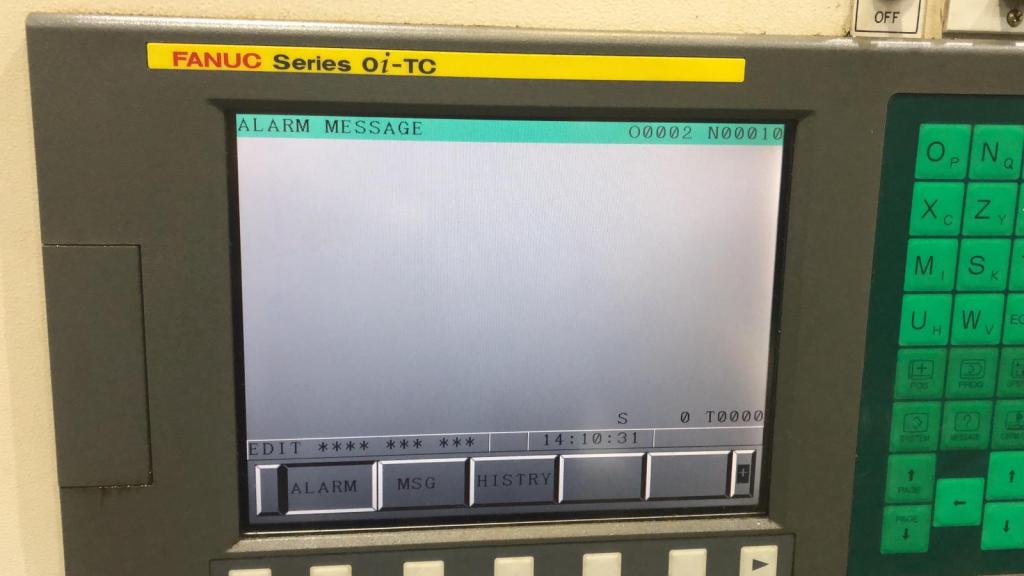 OFF
FANUC Series 0i-TC
ALARM MESSAGE O0002 N00010
S 0 T0000
EDIT **** *** *** 14:10:31
ALARM MSG HISTRY +
OP NQ
XC ZY
MI SK
UH WV
POS PROG
SYSTEM MESSAGE
PAGE
PAGE